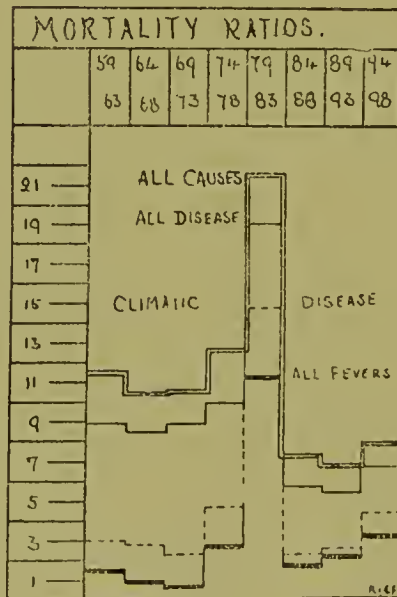 MORTALITY RATIOS.
59 64 69 74 79 84 89 94
63 68 73 78 83 88 93 98
21
ALL CAUSES
19
ALL DISEASE
17
15
CLIMATIC DISEASE
13
11
ALL FEVERS
9
7
5
3
1